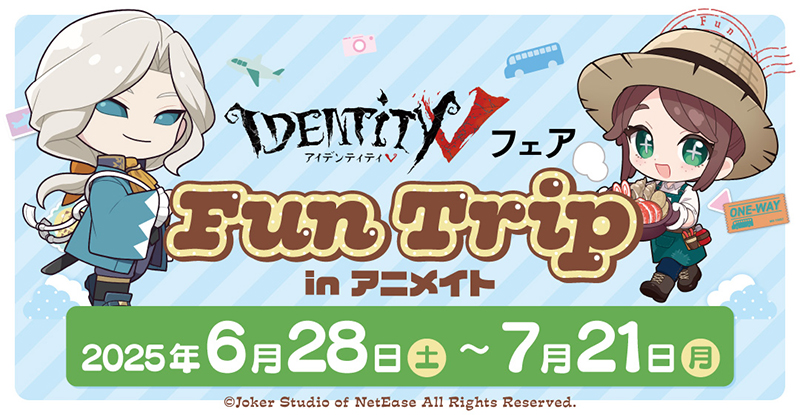 Fun
IDENTITY V フェア
アイデンティティV
Fun Trip
ONE-WAY
in アニメイト
2025年6月28日土～7月21日月
©Joker Studio of NetEase All Rights Reserved.